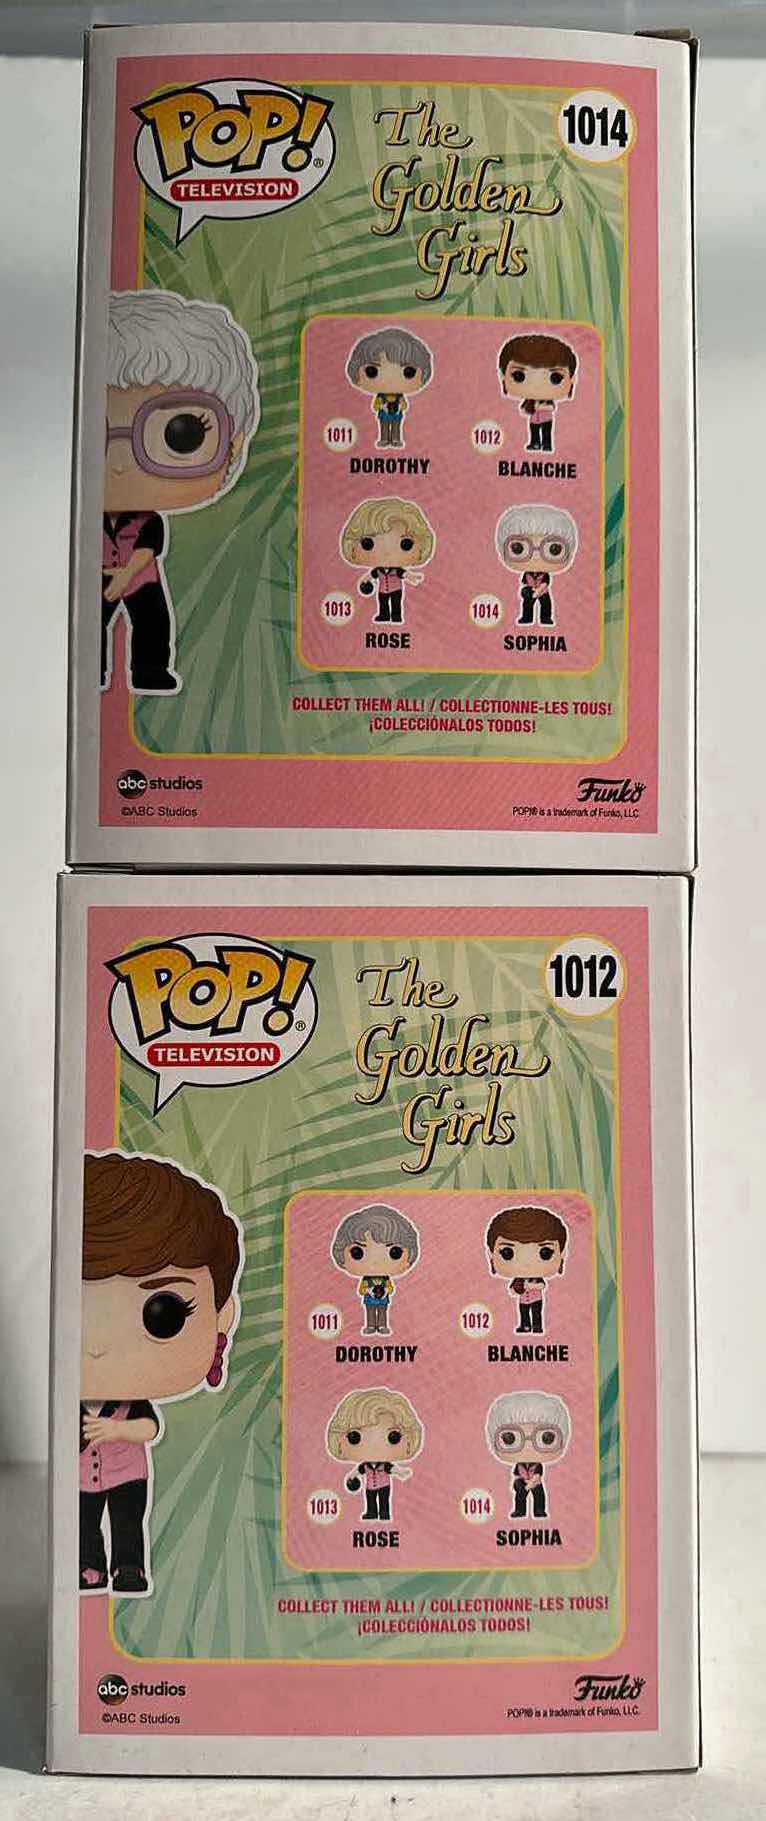 POP!®
TELEVISION
The
Golden
Girls
1014
1011
DOROTHY
1012
BLANCHE
1013
ROSE
1014
SOPHIA
COLLECT THEM ALL! / COLLECTIONNE-LES TOUS!
¡COLECCIÓNALOS TODOS!
abc studios
©ABC Studios
Funko
POP!® is a trademark of Funko, LLC.
POP!®
TELEVISION
The
Golden
Girls
1012
1011
DOROTHY
1012
BLANCHE
1013
ROSE
1014
SOPHIA
COLLECT THEM ALL! / COLLECTIONNE-LES TOUS!
¡COLECCIÓNALOS TODOS!
abc studios
©ABC Studios
Funko
POP!® is a trademark of Funko, LLC.